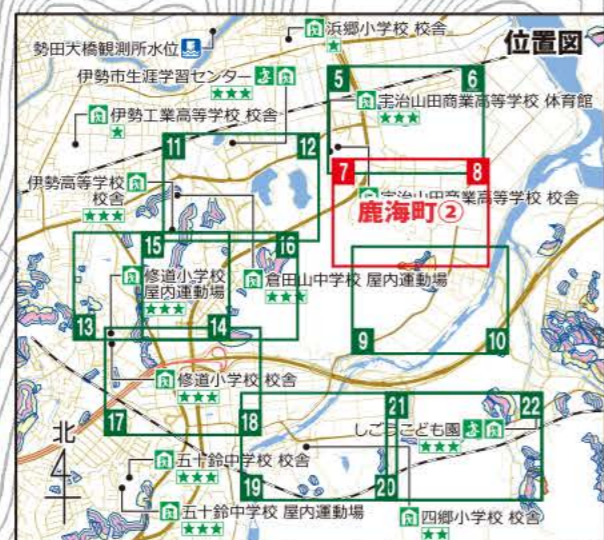 浜郷小学校 校舎
★
位置図
勢田大橋観測所水位
伊勢市生涯学習センター
★★★
5
6
宇治山田商業高等学校 体育館
★★★
伊勢工業高等学校 校舎
★
11
12
7
8
伊勢高等学校
校舎
★★★
宇治山田商業高等学校 校舎
鹿海町②
15
16
修道小学校
屋内運動場
★★★
倉田山中学校 屋内運動場
★★★
13
14
9
10
修道小学校 校舎
★★★
17
18
21
22
しごうこども園
★★★
北
五十鈴中学校 校舎
★★★
19
20
五十鈴中学校 屋内運動場
★★★
四郷小学校 校舎
★★